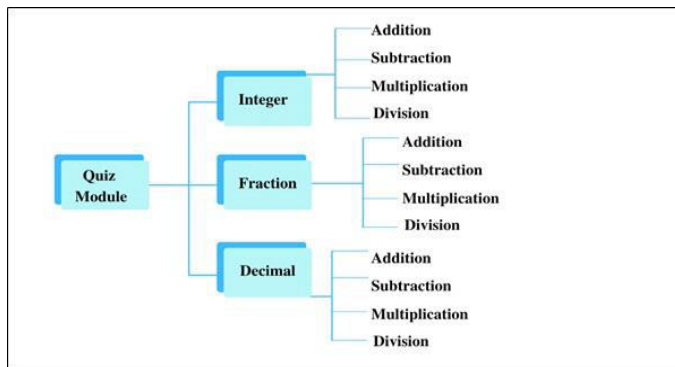 Quiz
Module
Integer
Addition
Subtraction
Multiplication
Division
Fraction
Addition
Subtraction
Multiplication
Division
Decimal
Addition
Subtraction
Multiplication
Division